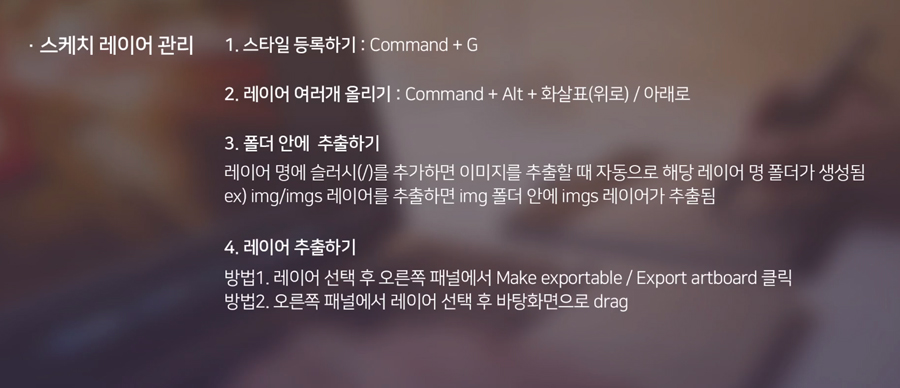 · 스케치 레이어 관리
1. 스타일 등록하기 : Command + G
2. 레이어 여러개 올리기 : Command + Alt + 화살표(위로) / 아래로
3. 폴더 안에 추출하기
레이어 명에 슬러시(/)를 추가하면 이미지를 추출할 때 자동으로 해당 레이어 명 폴더가 생성됨
ex) img/imgs 레이어를 추출하면 img 폴더 안에 imgs 레이어가 추출됨
4. 레이어 추출하기
방법1. 레이어 선택 후 오른쪽 패널에서 Make exportable / Export artboard 클릭
방법2. 오른쪽 패널에서 레이어 선택 후 바탕화면으로 drag